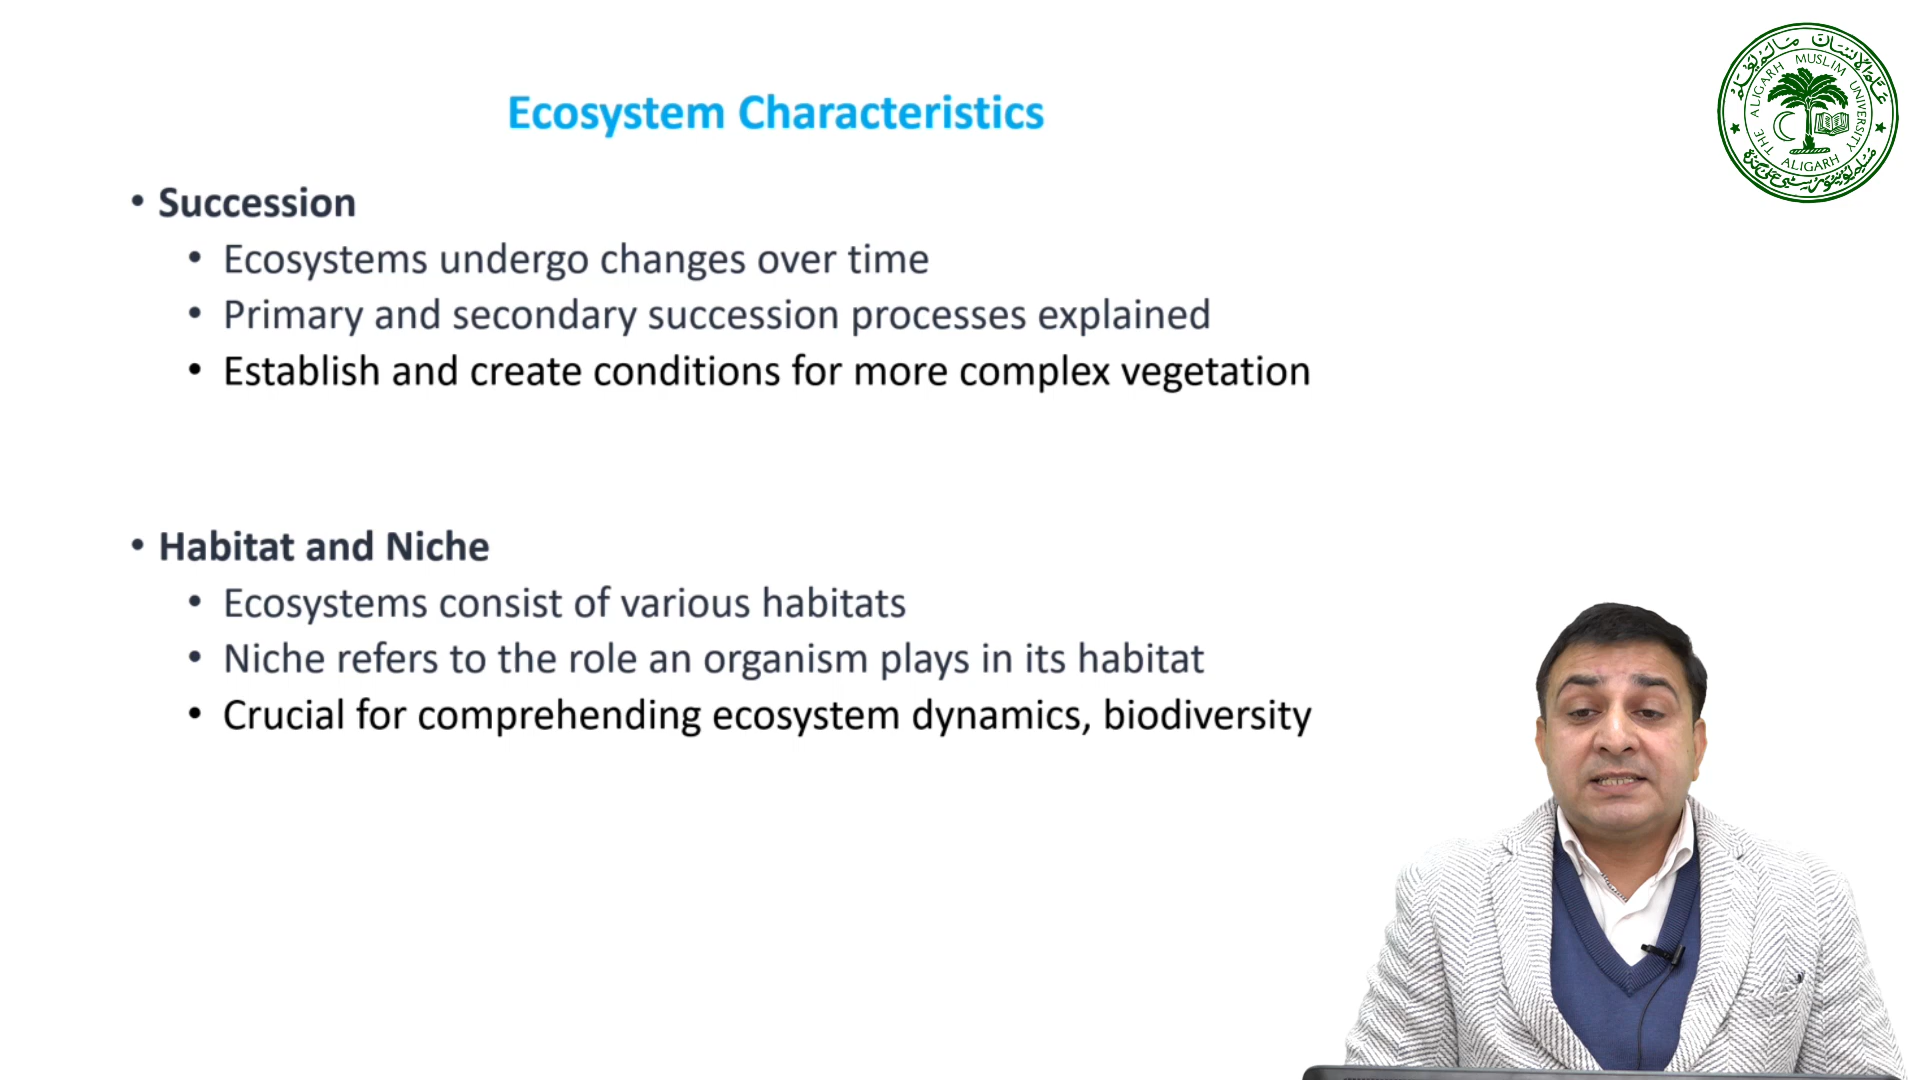 Ecosystem Characteristics
• Succession
• Ecosystems undergo changes over time
• Primary and secondary succession processes explained
• Establish and create conditions for more complex vegetation
• Habitat and Niche
• Ecosystems consist of various habitats
• Niche refers to the role an organism plays in its habitat
• Crucial for comprehending ecosystem dynamics, biodiversity
THE ALIGARH MUSLIM UNIVERSITY
ALIGARH